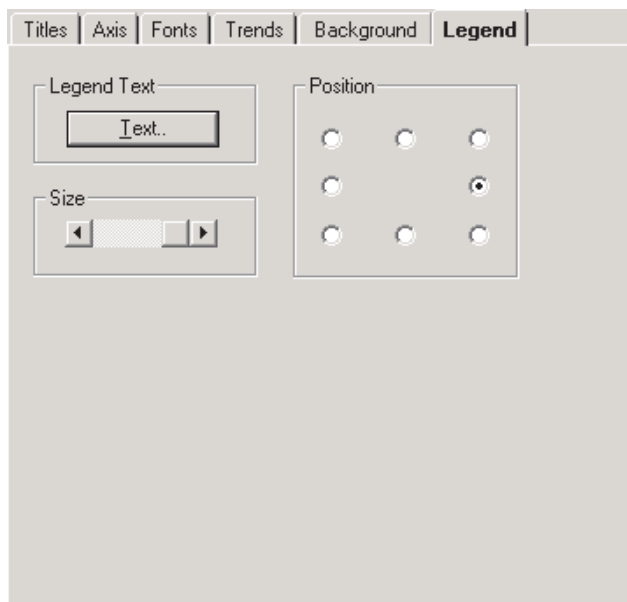 Titles Axis Fonts Trends Background Legend
Legend Text
Text..
Position
Size